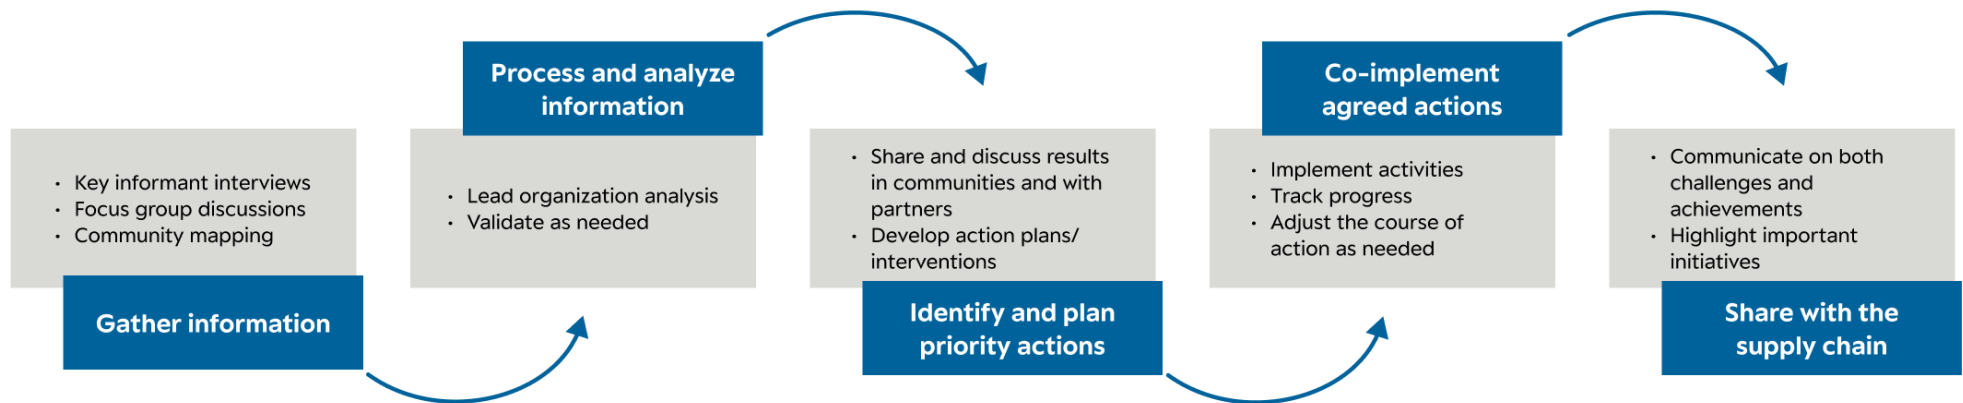 • Key informant interviews
• Focus group discussions
• Community mapping
Gather information
Process and analyze
information
• Lead organization analysis
• Validate as needed
• Share and discuss results
in communities and with
partners
• Develop action plans/
interventions
Identify and plan
priority actions
Co-implement
agreed actions
• Implement activities
• Track progress
• Adjust the course of
action as needed
• Communicate on both
challenges and
achievements
• Highlight important
initiatives
Share with the
supply chain